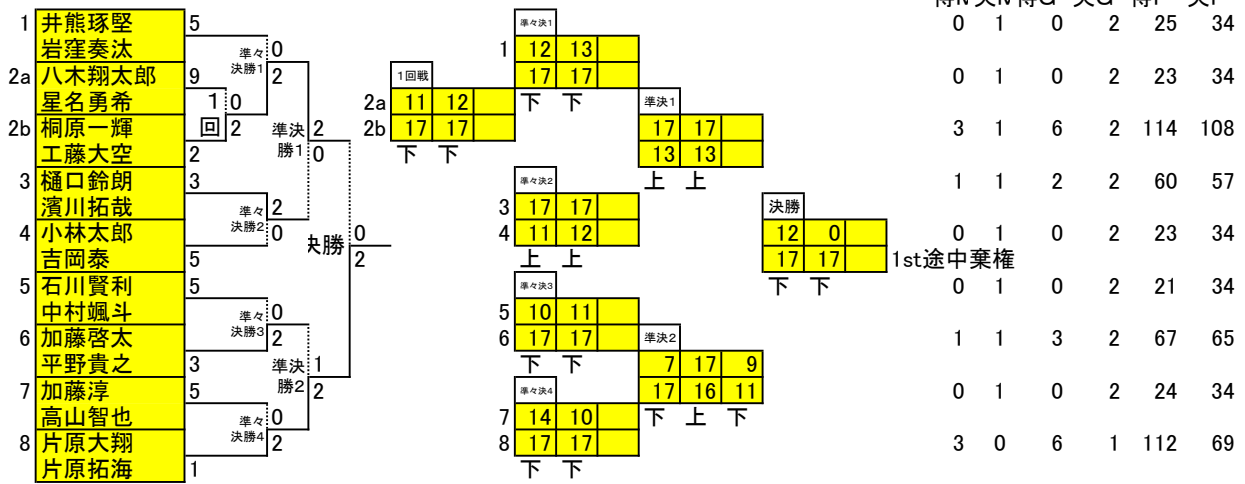 1 井熊琢堅 5 準々決1 0 1 0 2 25 34
岩窪奏汰 準々 0 1 12 13
2a 八木翔太郎 9 決勝1 2 1回戦 17 17 0 1 0 2 23 34
星名勇希 1 0 2a 11 12 下 下 準決1
2b 桐原一輝 回 2 準決 2 2b 17 17 17 17 3 1 6 2 114 108
工藤大空 2 勝1 0 下 下 13 13
3 樋口鈴朗 3 準々決2 上 上 1 1 2 2 60 57
濱川拓哉 準々 2 3 17 17 決勝
4 小林太郎 決勝2 0 決勝 0 4 11 12 12 0 0 1 0 2 23 34
吉岡泰 5 2 上 上 17 17 1st途中棄権
5 石川賢利 5 準々決3 下 下 0 1 0 2 21 34
中村颯斗 準々 0 5 10 11
6 加藤啓太 決勝3 2 6 17 17 準決2 1 1 3 2 67 65
平野貴之 3 準決 1 下 下 7 17 9
7 加藤淳 5 勝2 2 準々決4 17 16 11 0 1 0 2 24 34
高山智也 準々 0 7 14 10 下 上 下
8 片原大翔 決勝4 2 8 17 17 3 0 6 1 112 69
片原拓海 1 下 下